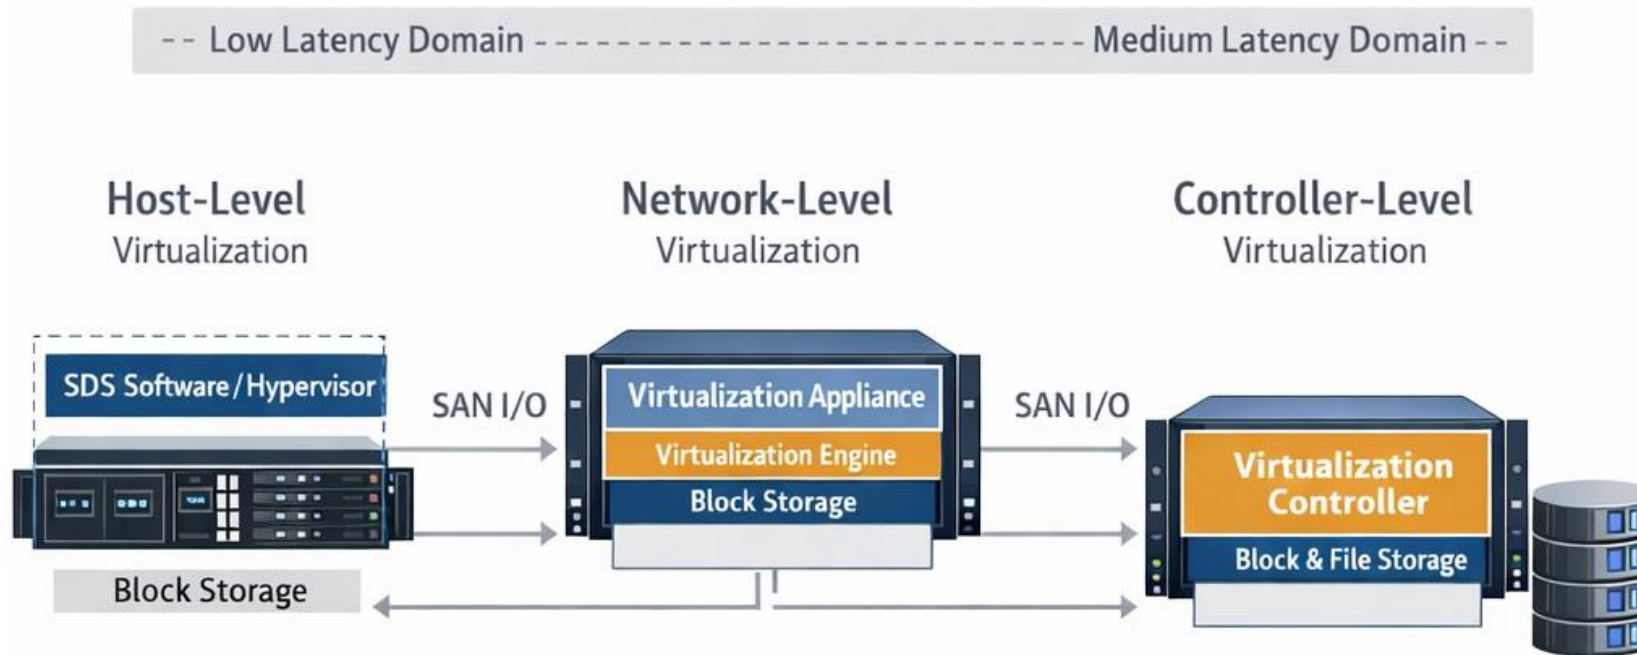 -- Low Latency Domain ---------------------------- Medium Latency Domain --
Host-Level
Virtualization
Network-Level
Virtualization
Controller-Level
Virtualization
SDS Software/Hypervisor
SAN I/O
Virtualization Appliance
Virtualization Engine
Block Storage
SAN I/O
Virtualization
Controller
Block & File Storage
Block Storage